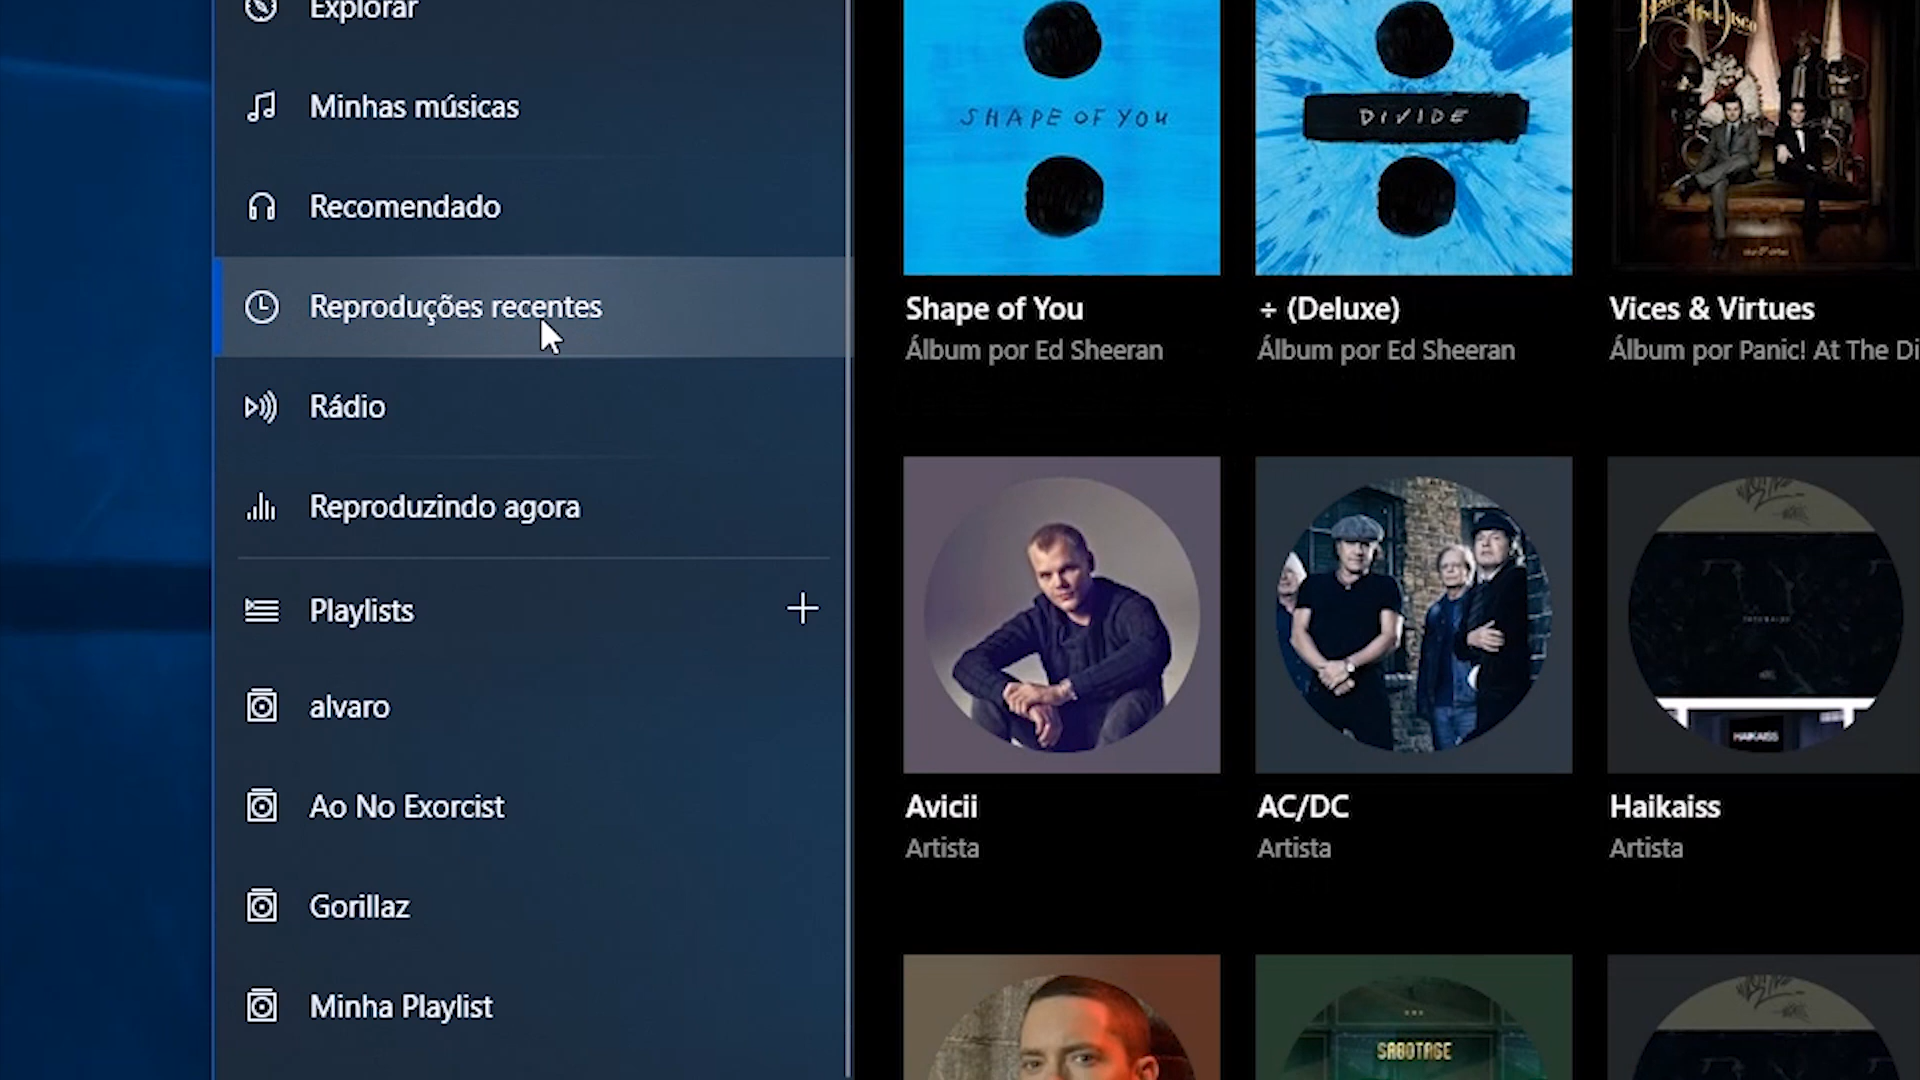 Explorar
Minhas músicas
Recomendado
Reproduções recentes
Rádio
Reproduzindo agora
Playlists
alvaro
Ao No Exorcist
Gorillaz
Minha Playlist
SHAPE OF YOU
DIVIDE
Shape of You
Álbum por Ed Sheeran
÷ (Deluxe)
Álbum por Ed Sheeran
Vices & Virtues
Álbum por Panic! At The Di
HAIKAISS
Avicii
Artista
AC/DC
Artista
Haikaiss
Artista
SABOTAGE